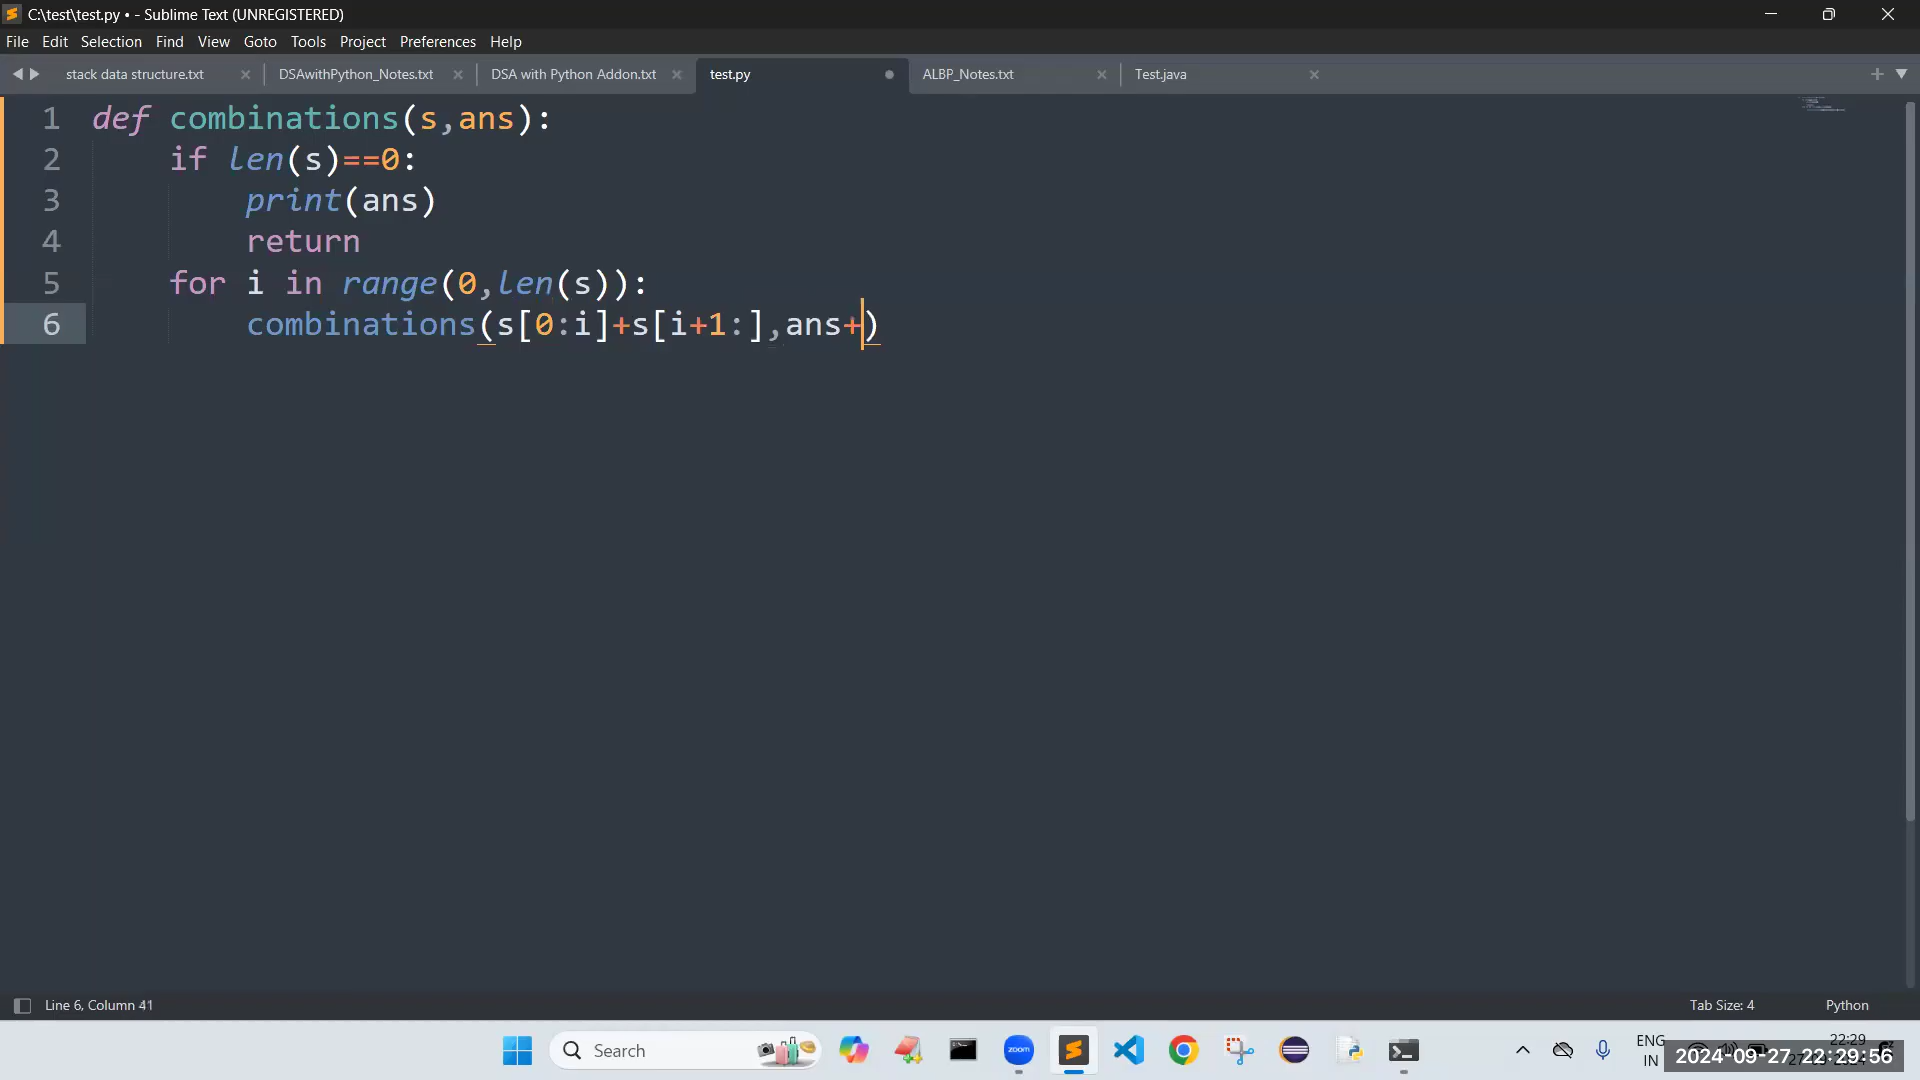 C:\test\test.py • - Sublime Text (UNREGISTERED)
File Edit Selection Find View Goto Tools Project Preferences Help
stack data structure.txt DSAwithPython_Notes.txt DSA with Python Addon.txt test.py ALBP_Notes.txt Test.java
1 def combinations(s,ans):
2 if len(s)==0:
3 print(ans)
4 return
5 for i in range(0,len(s)):
6 combinations(s[0:i]+s[i+1:],ans+)
Line 6, Column 41 Tab Size: 4 Python
Search zoom ENG 22:29
IN 2024-09-27 22:29:56